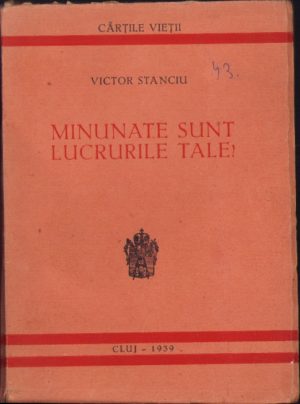 CĂRȚILE VIEȚII
43.
VICTOR STANCIU
MINUNATE SUNT
LUCRURILE TALE!
CLUJ - 1939